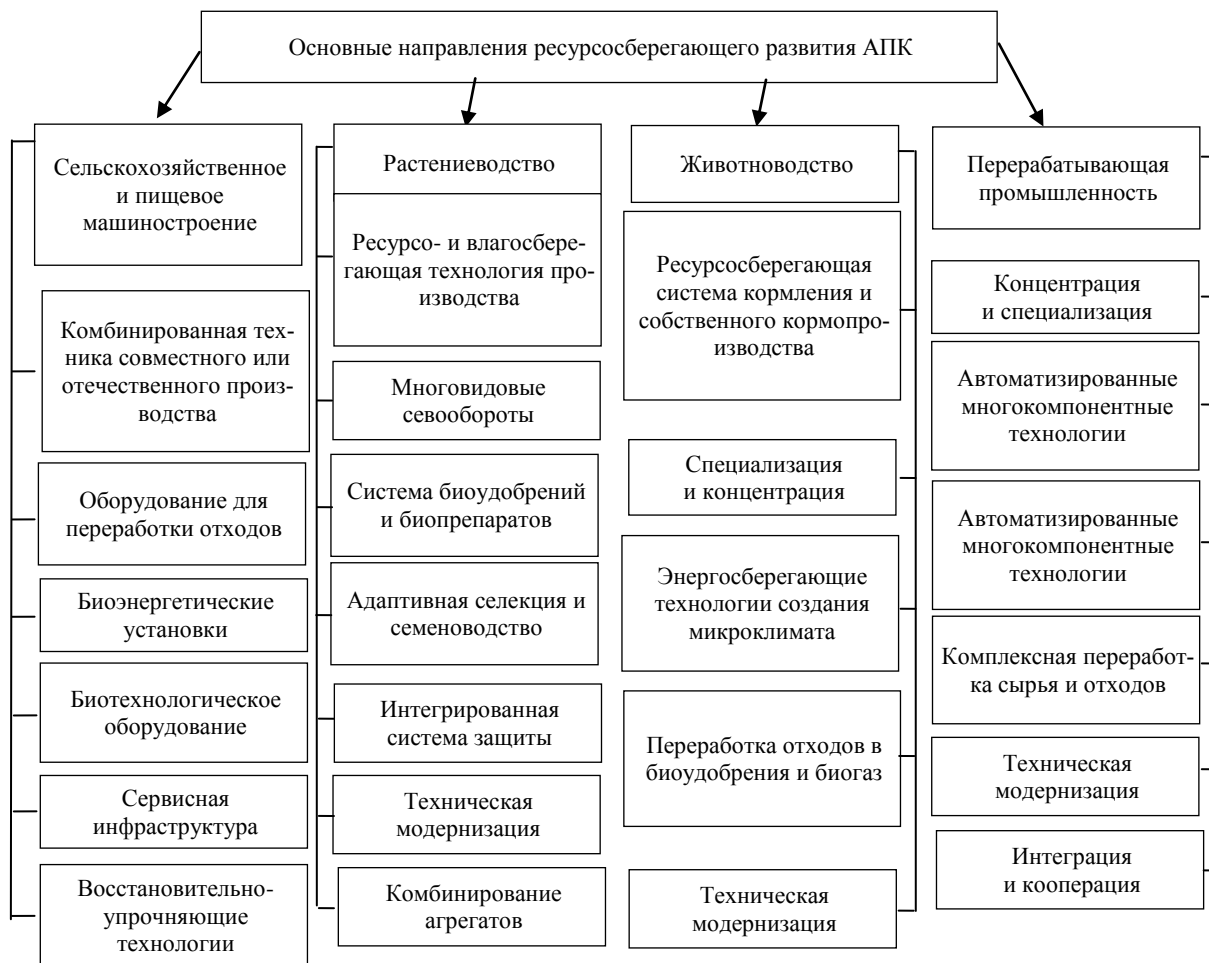 Основные направления ресурсосберегающего развития АПК
Сельскохозяйственное
и пищевое
машиностроение
Комбинированная тех-
ника совместного или
отечественного произ-
водства
Оборудование для
переработки отходов
Биоэнергетические
установки
Биотехнологическое
оборудование
Сервисная
инфраструктура
Восстановительно-
упрочняющие
технологии
Растениеводство
Ресурсо- и влагосбере-
гающая технология про-
изводства
Многовидовые
севообороты
Система биоудобрений
и биопрепаратов
Адаптивная селекция и
семеноводство
Интегрированная
система защиты
Техническая
модернизация
Комбинирование
агрегатов
Животноводство
Ресурсосберегающая
система кормления и
собственного кормопро-
изводства
Специализация
и концентрация
Энергосберегающие
технологии создания
микроклимата
Переработка отходов в
биоудобрения и биогаз
Техническая
модернизация
Перерабатывающая
промышленность
Концентрация
и специализация
Автоматизированные
многокомпонентные
технологии
Автоматизированные
многокомпонентные
технологии
Комплексная переработ-
ка сырья и отходов
Техническая
модернизация
Интеграция
и кооперация